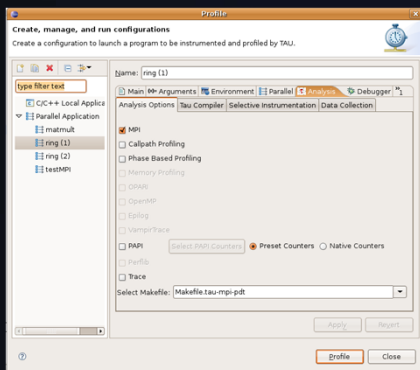 Profile
Create, manage, and run configurations
Create a configuration to launch a program to be instrumented and profiled by TAU.
type filter text
C/C++ Local Applica
Parallel Application
matmult
ring (1)
ring (2)
testMPI
Name: ring (1)
Main Arguments Environment Parallel Analysis Debugger »1
Analysis Options Tau Compiler Selective Instrumentation Data Collection
MPI
Callpath Profiling
Phase Based Profiling
Memory Profiling
OPARI
OpenMP
Epilog
VampirTrace
PAPI Select PAPI Counters Preset Counters Native Counters
Perflib
Trace
Select Makefile: Makefile.tau-mpi-pdt
Apply Revert
? Profile Close